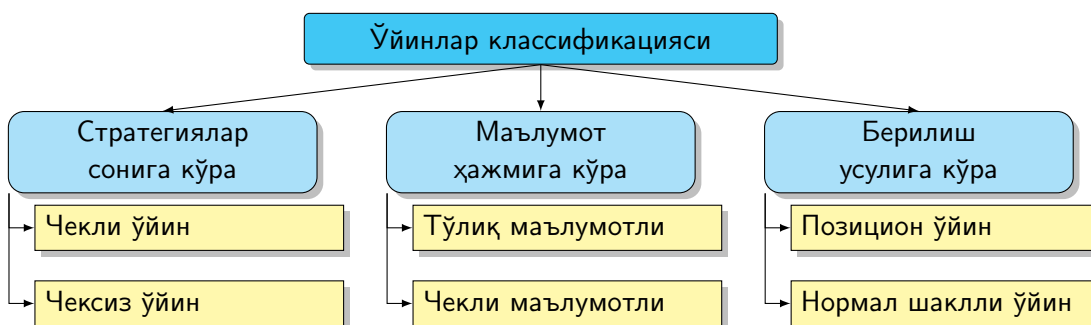 Ўйинлар классификацияси
Стратегиялар
сонига кўра
Чекли ўйин
Чексиз ўйин
Маълумот
ҳажмига кўра
Тўлиқ маълумотли
Чекли маълумотли
Берилиш
усулига кўра
Позицион ўйин
Нормал шаклли ўйин